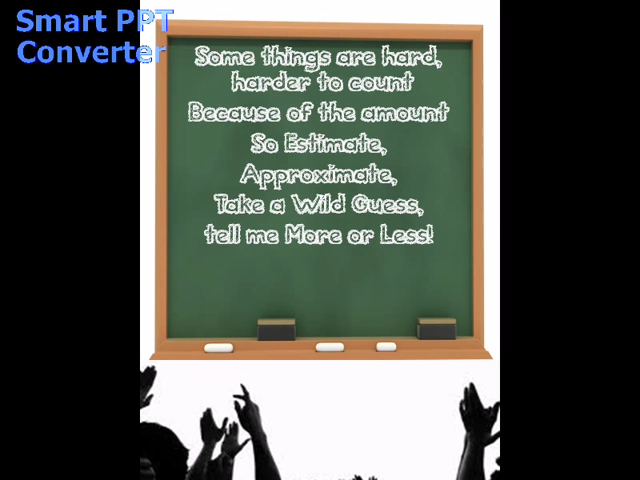 Smart PPT
Converter
Some things are hard,
harder to count
Because of the amount
So Estimate,
Approximate,
Take a Wild Guess,
tell me More or Less!